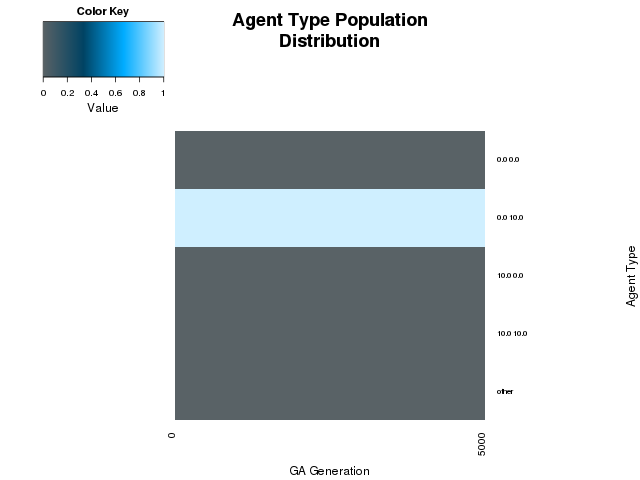 Color Key
0 0.2 0.4 0.6 0.8 1
Value
Agent Type Population
Distribution
0.0 0.0
0.0 10.0
10.0 0.0
10.0 10.0
other
Agent Type
0 5000
GA Generation